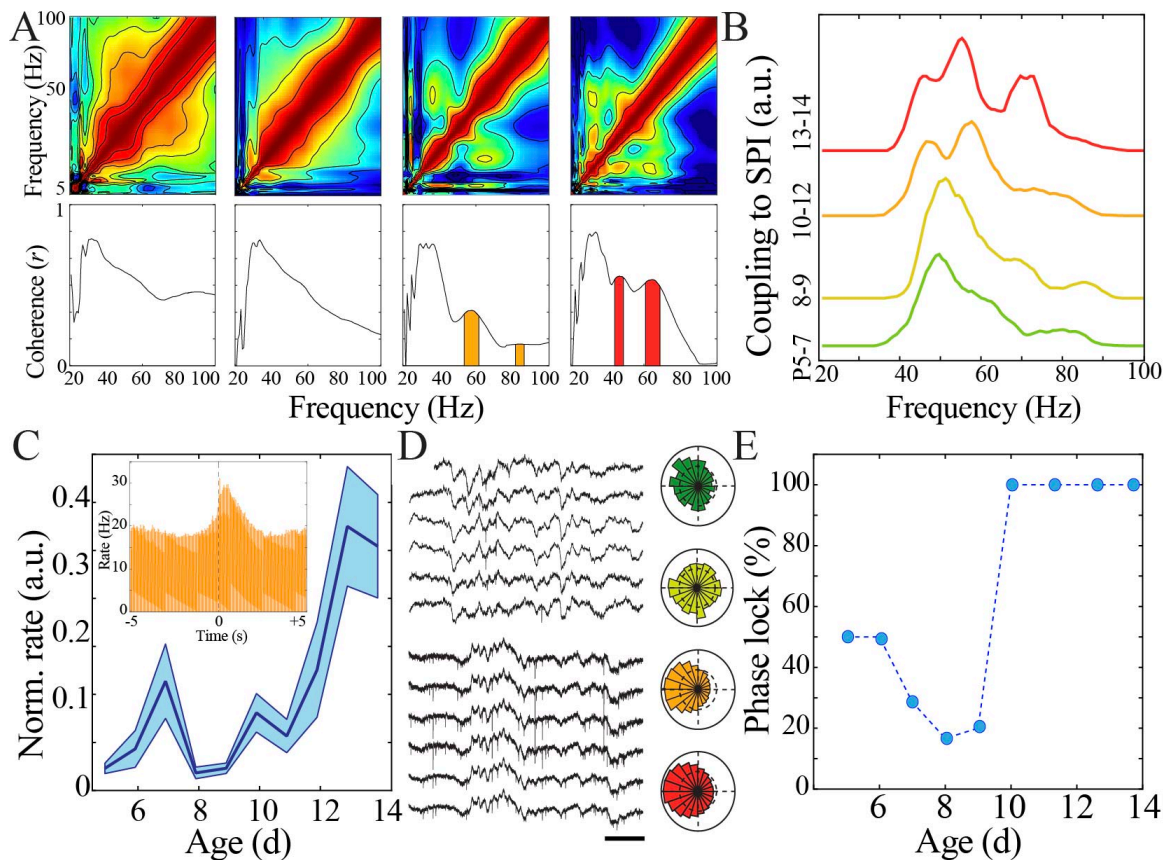 A
Frequency (Hz)
100
50
5
Coherence (r)
1
0
20 40 60 80 100
20 40 60 80 100
20 40 60 80 100
20 40 60 80 100
Frequency (Hz)
B
Coupling to SPI (a.u.)
13-14
10-12
8-9
P5-7
20 40 60 80 100
Frequency (Hz)
C
Norm. rate (a.u.)
0.4
0.3
0.2
0.1
0
6 8 10 12 14
Age (d)
Rate (Hz)
30
20
10
0
-5 0 +5
Time (s)
D
E
Phase lock (%)
100
80
60
40
20
0
6 8 10 12 14
Age (d)